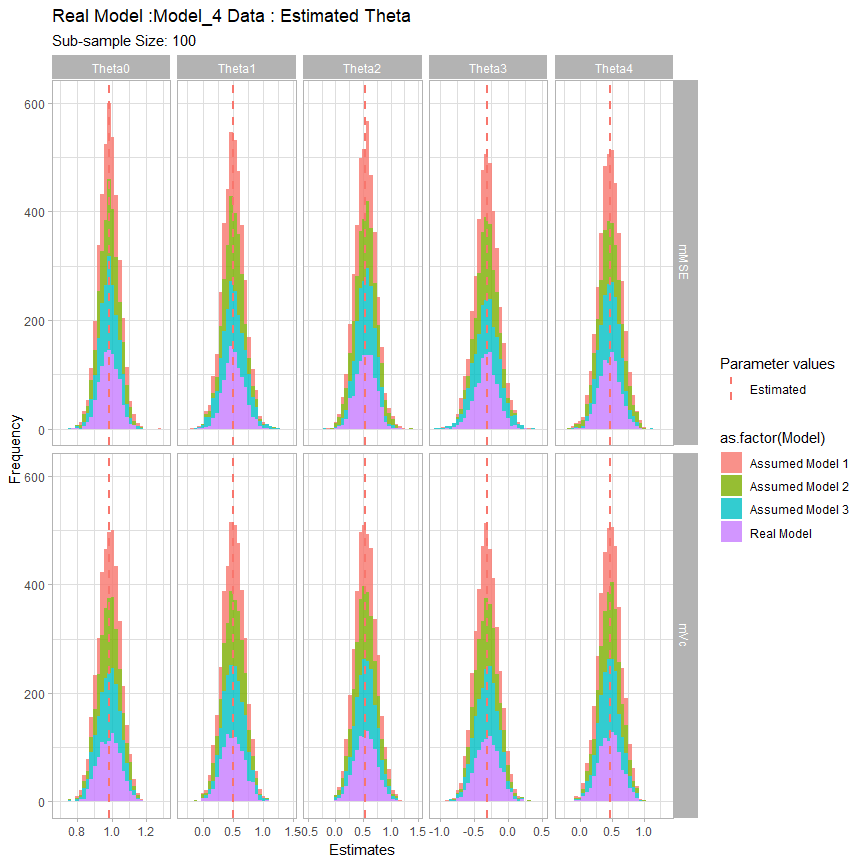 Real Model :Model_4 Data : Estimated Theta
Sub-sample Size: 100
Theta0 Theta1 Theta2 Theta3 Theta4
600
400
200
0
mMSE
600
400
200
0
mVc
Frequency
0.8 1.0 1.2 0.0 0.5 1.0 1.5 -0.5 0.0 0.5 1.0 1.5 -1.0 -0.5 0.0 0.5 0.0 0.5 1.0
Estimates
Parameter values
Estimated
as.factor(Model)
Assumed Model 1
Assumed Model 2
Assumed Model 3
Real Model